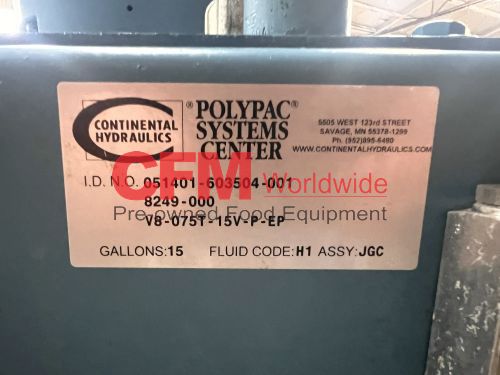 CONTINENTAL
HYDRAULICS
® POLYPAC®
SYSTEMS
CENTER
5505 WEST 123rd STREET
SAVAGE, MN 55378-1299
Ph. (952)895-6400
WWW.CONTINENTALHYDRAULICS.COM
I.D. N.O. 051401-603504-001
8249-000
V8-075T-15V-P-EP
GALLONS:15 FLUID CODE:H1 ASSY:JGC
CFM Worldwide
Pre-owned Food Equipment